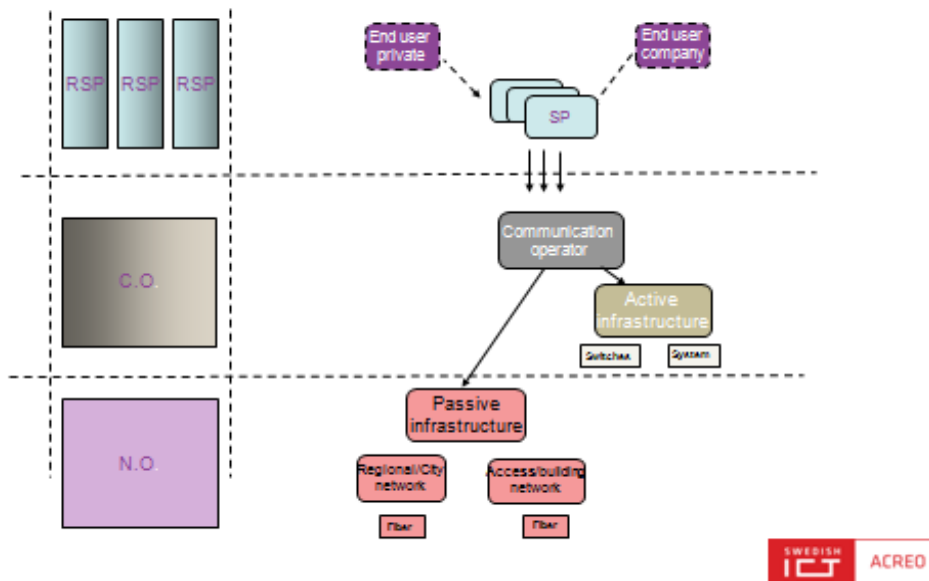 RSP
RSP
RSP
End user
private
End user
company
SP
C.O.
Communication
operator
Active
infrastructure
Switches
System
N.O.
Passive
infrastructure
Regional/City
network
Access/building
network
Fiber
Fiber
SWEDISH
ICT
ACREO